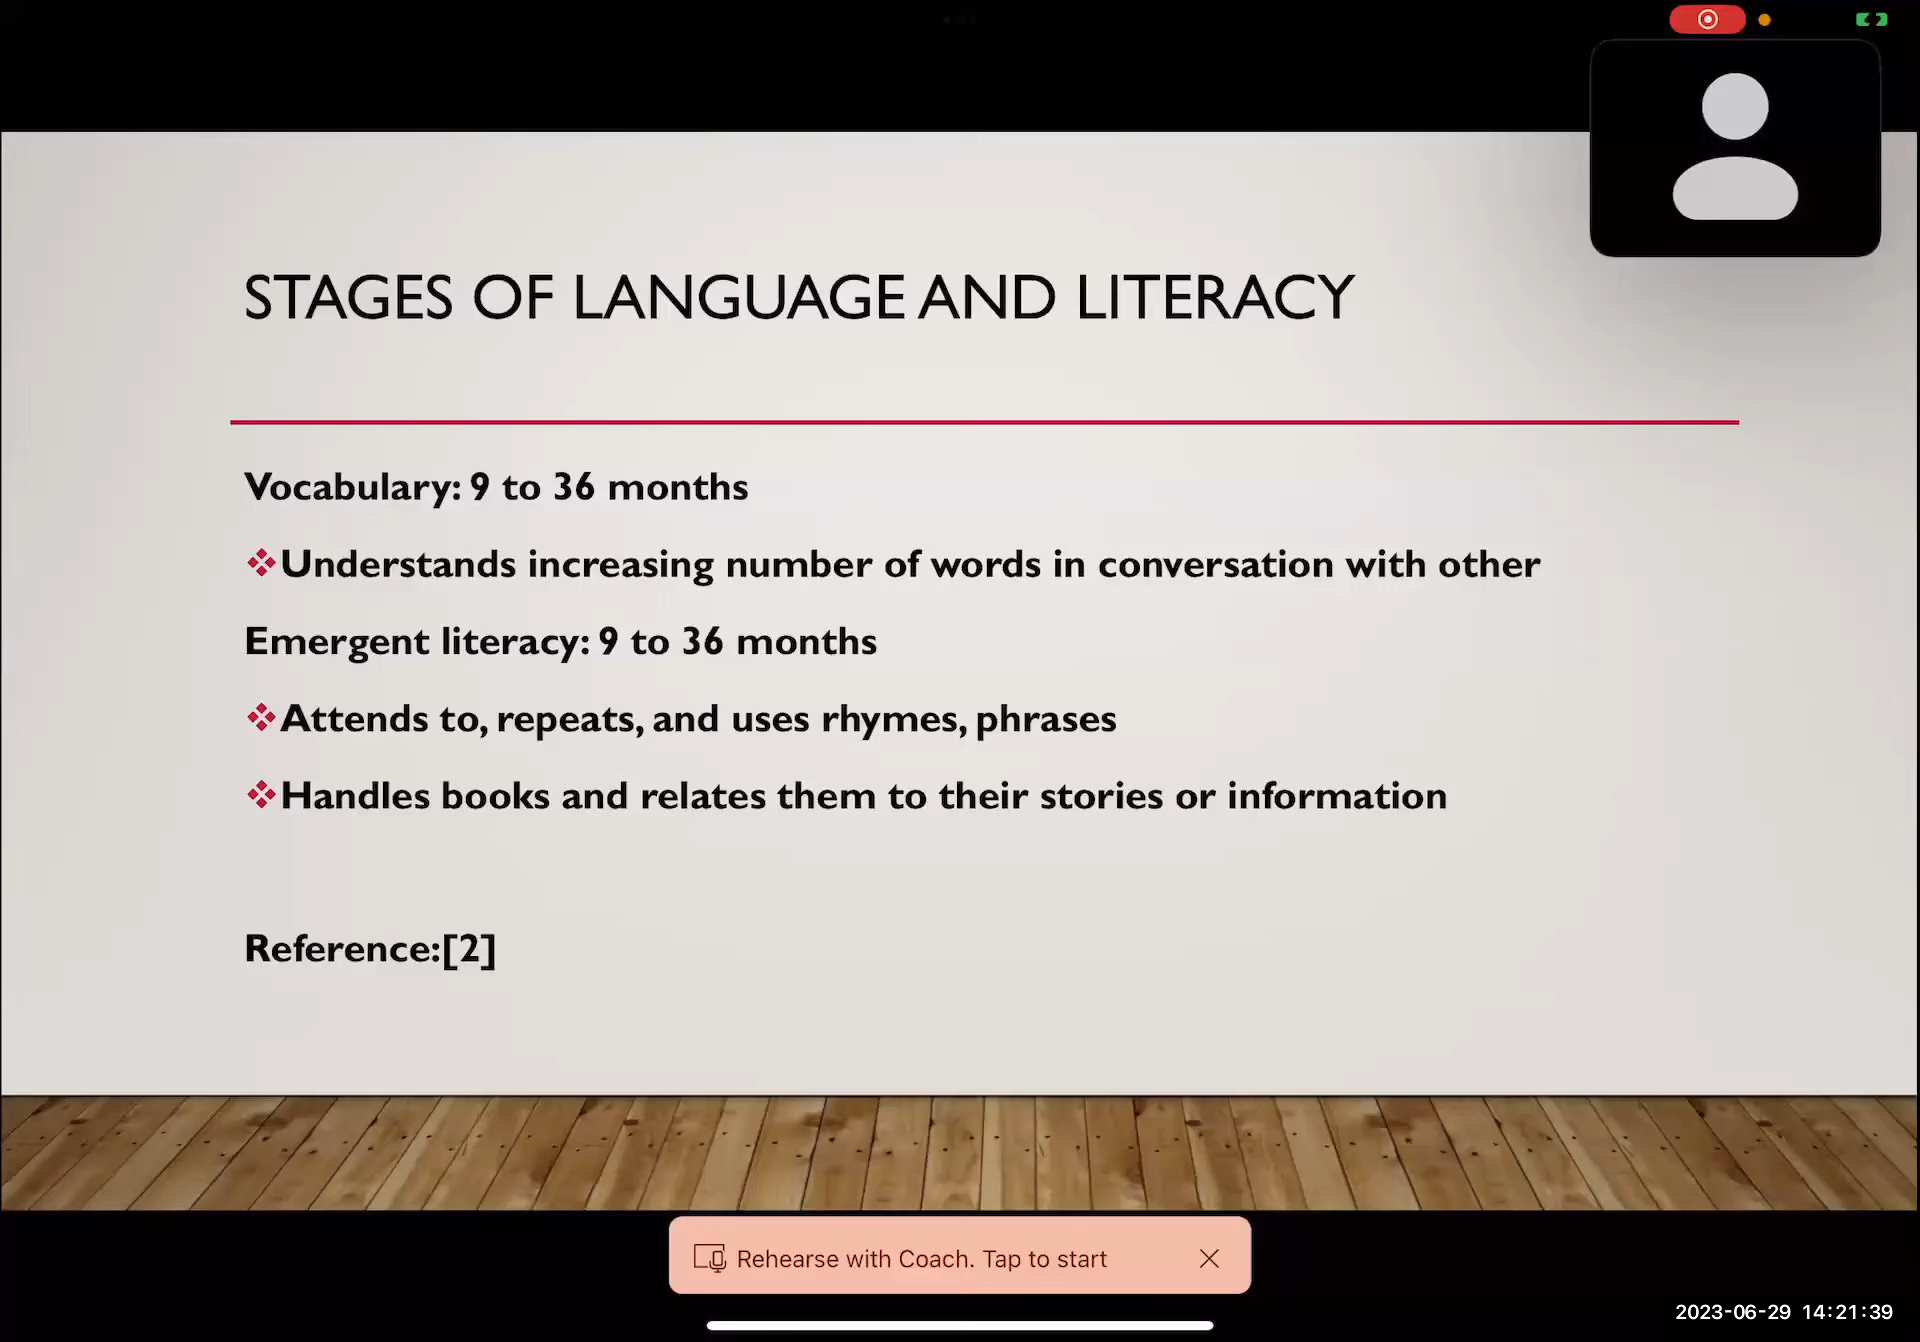 STAGES OF LANGUAGE AND LITERACY
Vocabulary: 9 to 36 months
❖Understands increasing number of words in conversation with other
Emergent literacy: 9 to 36 months
❖Attends to, repeats, and uses rhymes, phrases
❖Handles books and relates them to their stories or information
Reference:[2]
Rehearse with Coach. Tap to start
2023-06-29 14:21:39